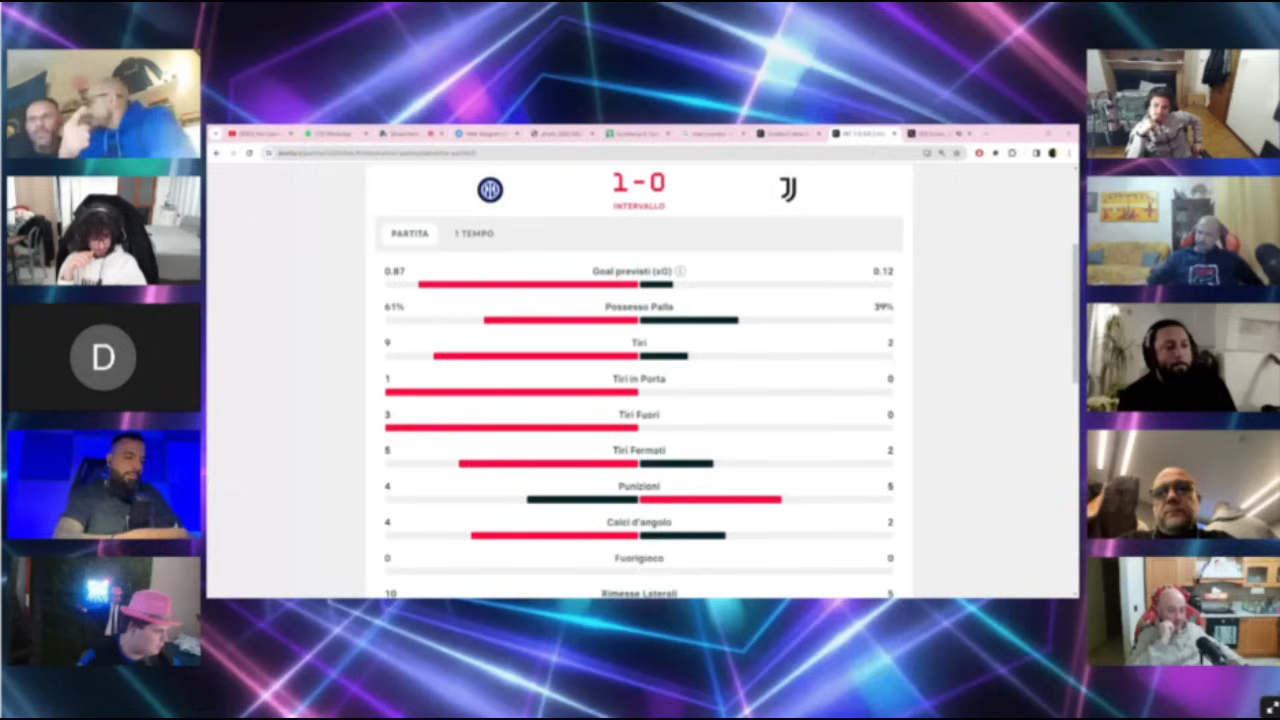 1-0
INTERVALLO
PARTITA 1 TEMPO
0.87 Goal previsti (xG) 0.12
61% Possesso Palla 39%
9 Tiri 2
1 Tiri in Porta 0
3 Tiri Fuori 0
5 Tiri Fermati 2
4 Punizioni 5
4 Calci d'angolo 2
0 Fuorigioco 0
10 Rimesse Laterali 5
D